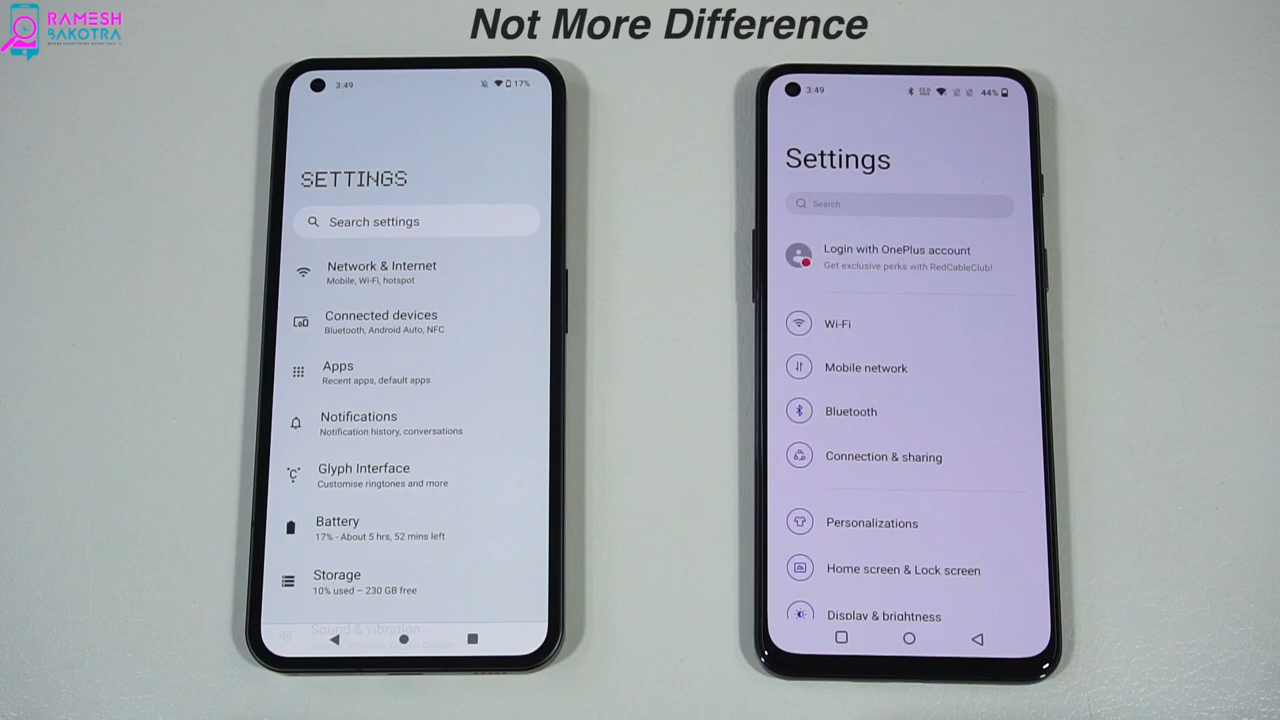 RAMESH
BAKOTRA
Not More Difference
3:49
17%
SETTINGS
Search settings
Network & Internet
Mobile, Wi-Fi, hotspot
Connected devices
Bluetooth, Android Auto, NFC
Apps
Recent apps, default apps
Notifications
Notification history, conversations
Glyph Interface
Customise ringtones and more
Battery
17% - About 5 hrs, 52 mins left
Storage
10% used – 230 GB free
Sound & vibration
3:49
44%
Settings
Search
Login with OnePlus account
Get exclusive perks with RedCableClub!
Wi-Fi
Mobile network
Bluetooth
Connection & sharing
Personalizations
Home screen & Lock screen
Display & brightness